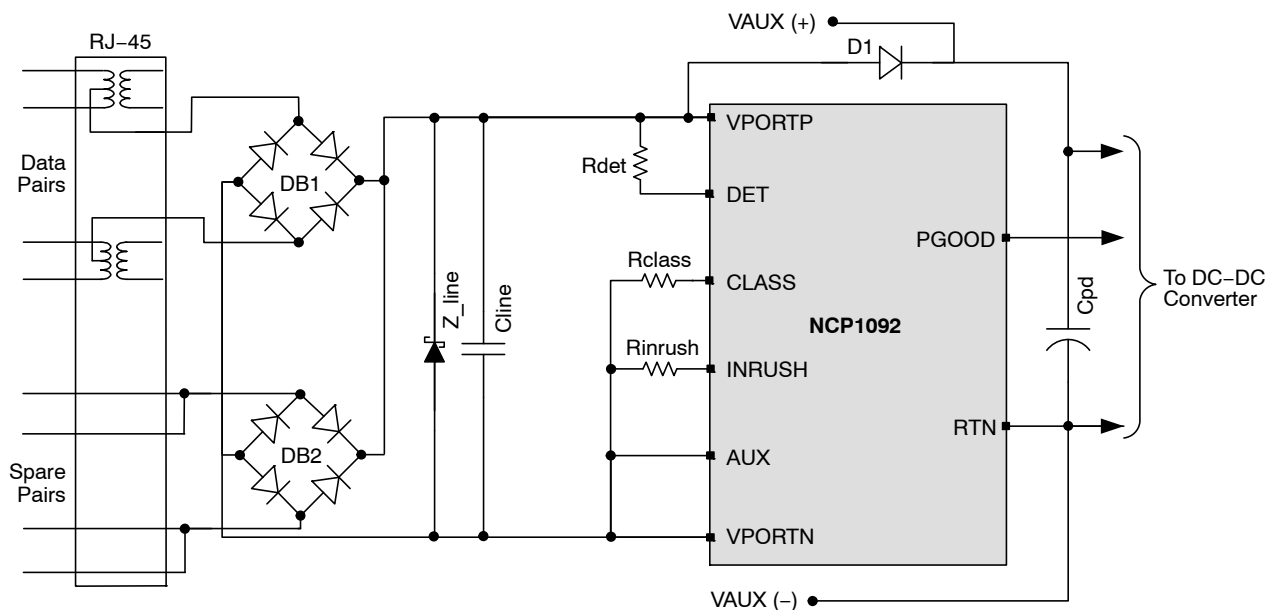 VAUX (+)
RJ−45
D1
VPORTP
Rdet
Data
Pairs
DB1
DET
PGOOD
Rclass
CLASS
To DC−DC
Converter
Z_line
Cline
Cpd
NCP1092
Rinrush
INRUSH
RTN
DB2
AUX
Spare
Pairs
VPORTN
VAUX (−)